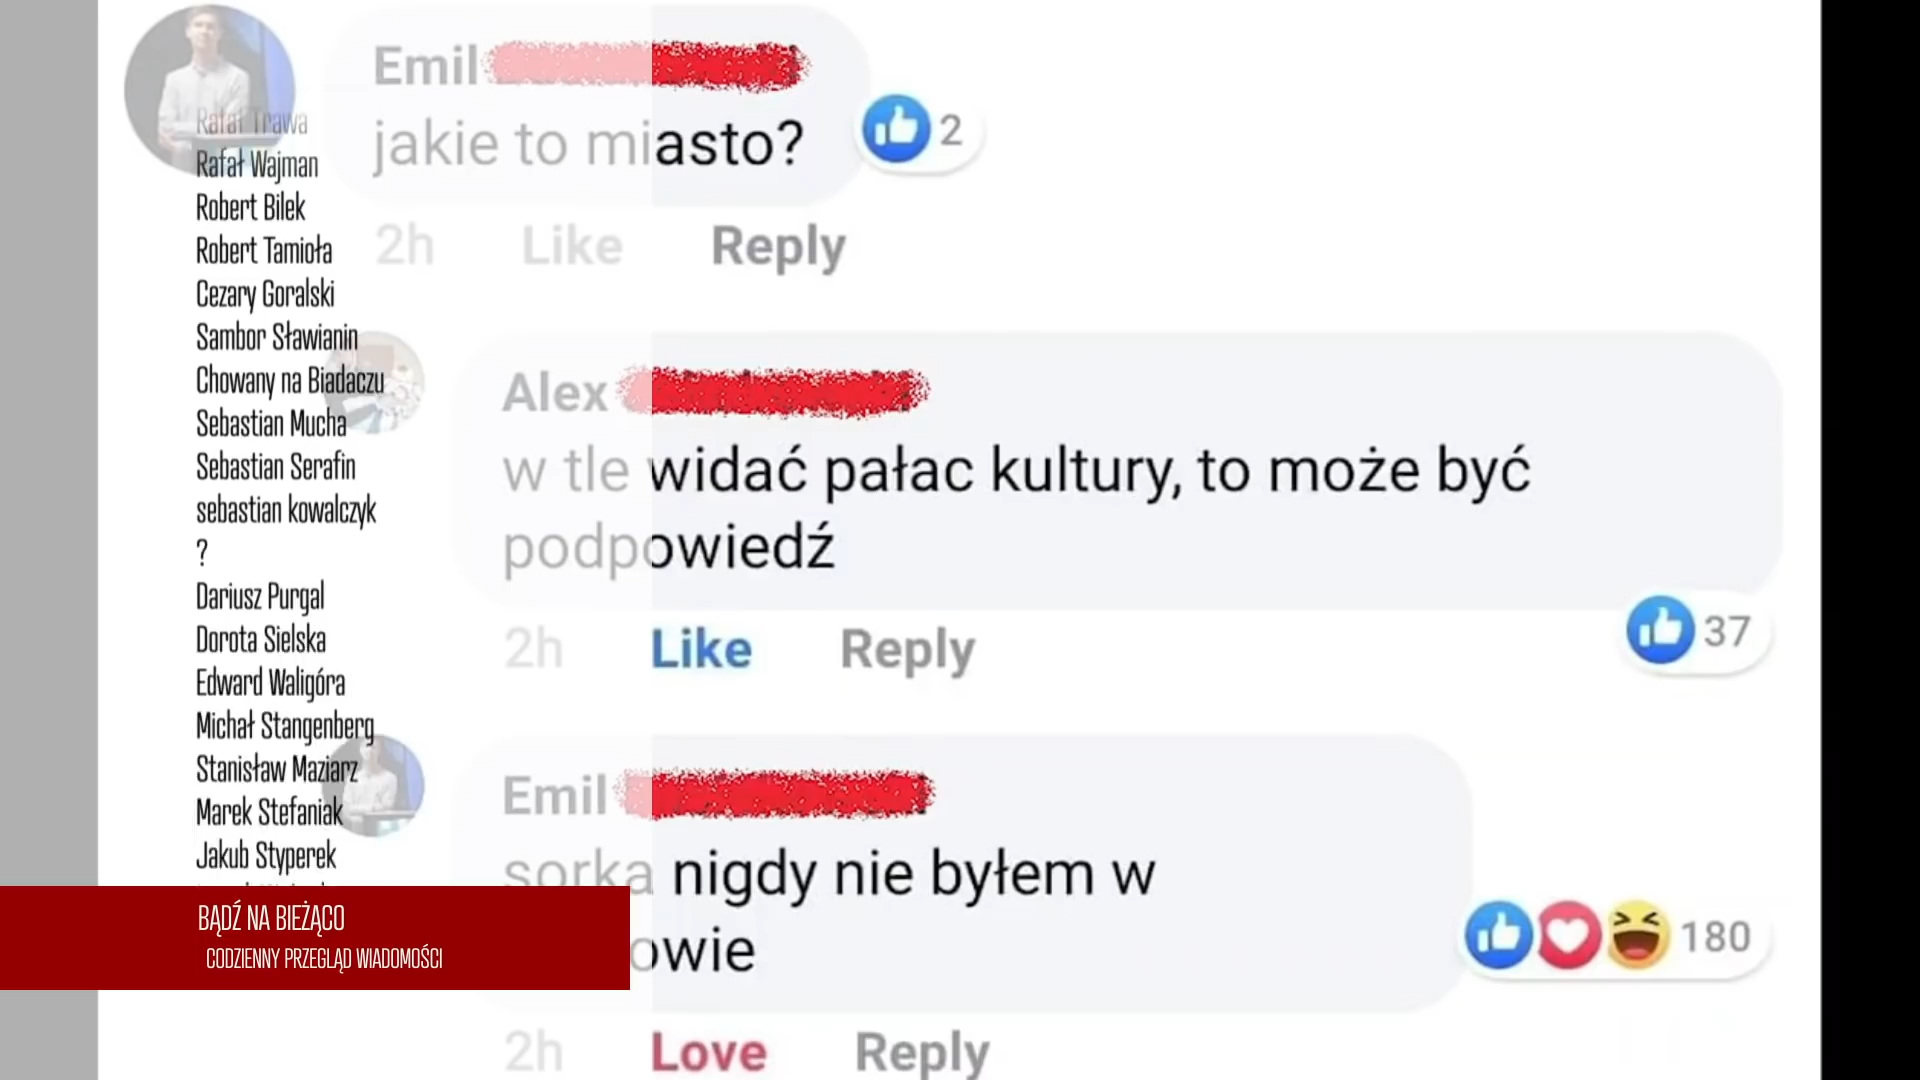 Emil
jakie to miasto?
2
2h Like Reply
Alex
w tle widać pałac kultury, to może być
podpowiedź
37
2h Like Reply
Emil
sorka nigdy nie byłem w
owie
180
2h Love Reply
Rafał Trawa
Rafał Wajman
Robert Bilek
Robert Tamioła
Cezary Goralski
Sambor Sławianin
Chowany na Biadaczu
Sebastian Mucha
Sebastian Serafin
sebastian kowalczyk
?
Dariusz Purgal
Dorota Sielska
Edward Waligóra
Michał Stangenberg
Stanisław Maziarz
Marek Stefaniak
Jakub Styperek
BĄDŹ NA BIEŻĄCO
CODZIENNY PRZEGLĄD WIADOMOŚCI